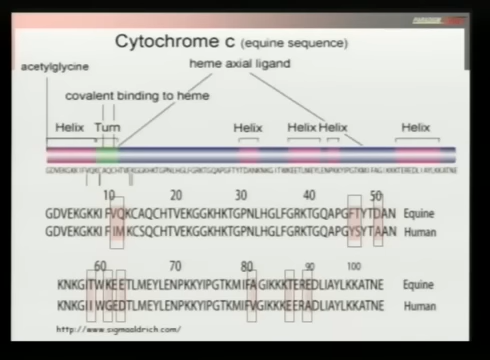 Cytochrome c (equine sequence)
acetylglycine
heme axial ligand
covalent binding to heme
Helix Turn Helix Helix Helix Helix
10 20 30 40 50
GDVEKGKKIFVQKCAQCHTVEKGGKHKTGPNLHGLFGRKTGQAPGFTYTDAN Equine
GDVEKGKKIFIMKCSQCHTVEKGGKHKTGPNLHGLFGRKTGQAPGYSYTAAN Human
60 70 80 90 100
KNKGITWKEETLMEYLENPKKYIPGTKMIFAGIKKKTEREDLIAYLKKATNE Equine
KNKGIIWGEDTLMEYLENPKKYIPGTKMIFVGIKKKEERADLIAYLKKATNE Human
http://www.sigmaaldrich.com/